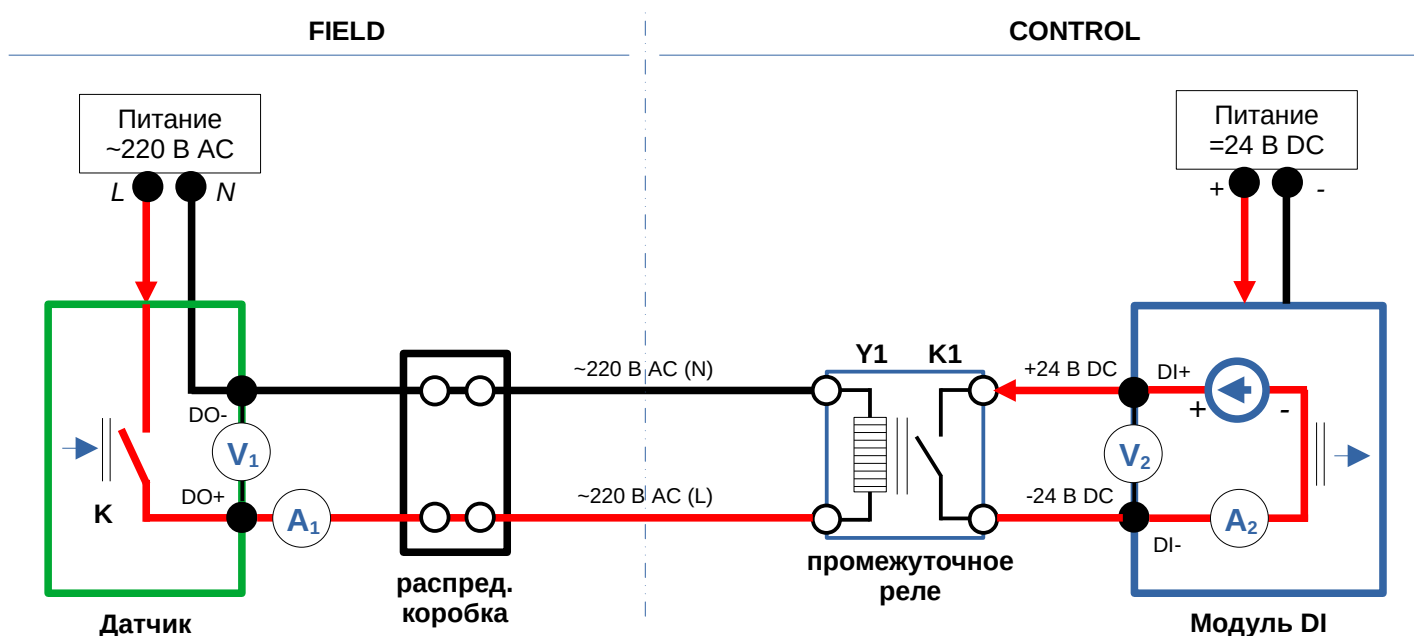 FIELD
CONTROL
Питание
~220 В AC
L
N
Питание
=24 В DC
+
-
Y1
K1
~220 В AC (N)
+24 В DC
DI+
+
-
DO-
V1
V2
DO+
K
A1
~220 В AC (L)
-24 В DC
A2
DI-
распред.
коробка
промежуточное
реле
Датчик
Модуль DI